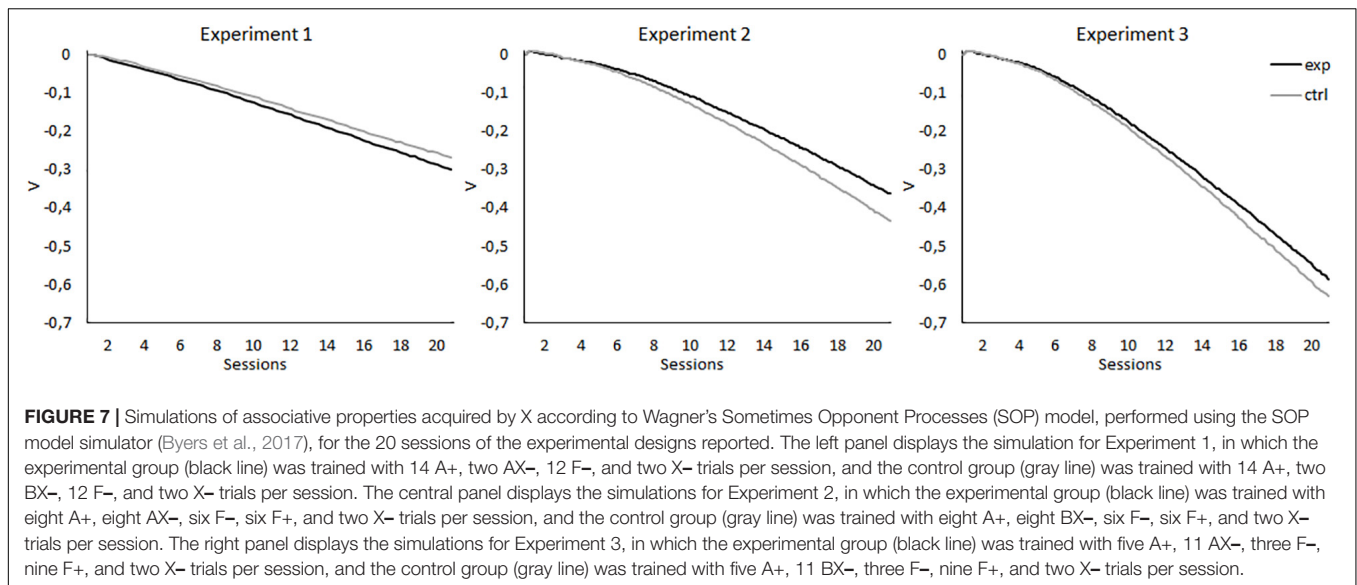 Experiment 1
Experiment 2
Experiment 3
exp
ctrl
0
-0,1
-0,2
-0,3
-0,4
-0,5
-0,6
-0,7
V
2 4 6 8 10 12 14 16 18 20
Sessions
0
-0,1
-0,2
-0,3
-0,4
-0,5
-0,6
-0,7
V
2 4 6 8 10 12 14 16 18 20
Sessions
0
-0,1
-0,2
-0,3
-0,4
-0,5
-0,6
-0,7
V
2 4 6 8 10 12 14 16 18 20
Sessions
FIGURE 7 | Simulations of associative properties acquired by X according to Wagner's Sometimes Opponent Processes (SOP) model, performed using the SOP
model simulator (Byers et al., 2017), for the 20 sessions of the experimental designs reported. The left panel displays the simulation for Experiment 1, in which the
experimental group (black line) was trained with 14 A+, two AX–, 12 F–, and two X– trials per session, and the control group (gray line) was trained with 14 A+, two
BX–, 12 F–, and two X– trials per session. The central panel displays the simulations for Experiment 2, in which the experimental group (black line) was trained with
eight A+, eight AX–, six F–, six F+, and two X– trials per session, and the control group (gray line) was trained with eight A+, eight BX–, six F–, six F+, and two X–
trials per session. The right panel displays the simulations for Experiment 3, in which the experimental group (black line) was trained with five A+, 11 AX–, three F–,
nine F+, and two X– trials per session, and the control group (gray line) was trained with five A+, 11 BX–, three F–, nine F+, and two X– trials per session.